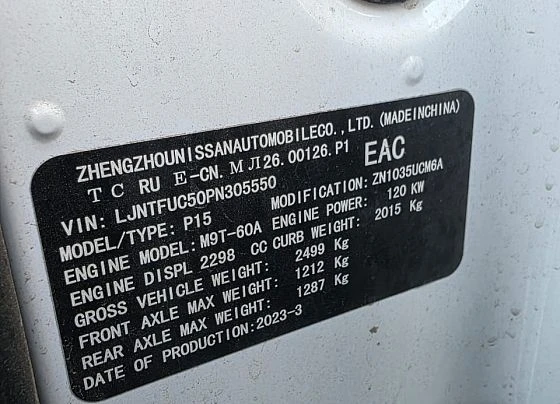 ZHENGZHOUNISSANAUTOMOBILECO.,LTD.(MADEINCHINA)
TC RU E-CN.МЛ26.00126.P1 EAC
VIN: LJNTFUC50PN305550
MODEL/TYPE: P15 MODIFICATION: ZN1035UCM6A
ENGINE MODEL: M9T-60A ENGINE POWER: 120 KW
ENGINE DISPL 2298 CC CURB WEIGHT: 2015 Kg
GROSS VEHICLE WEIGHT: 2499 Kg
FRONT AXLE MAX WEIGHT: 1212 Kg
REAR AXLE MAX WEIGHT: 1287 Kg
DATE OF PRODUCTION:2023-3